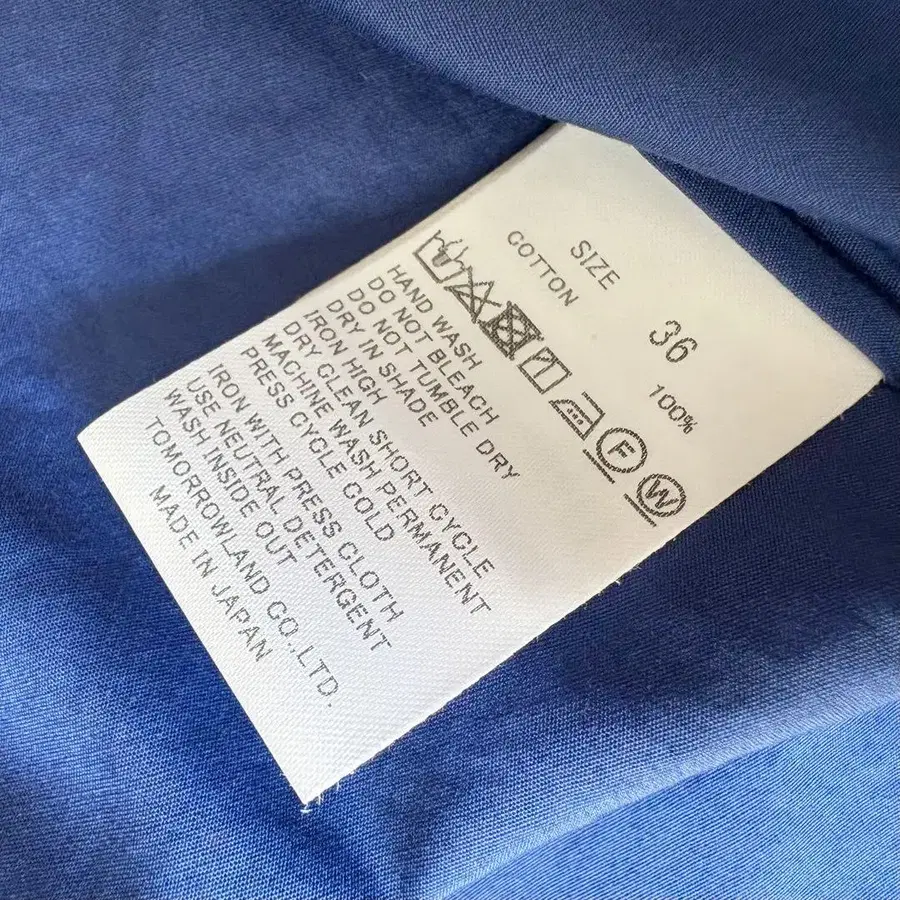 SIZE 36
COTTON 100%
F W
HAND WASH
DO NOT BLEACH
DO NOT TUMBLE DRY
DRY IN SHADE
IRON HIGH
DRY CLEAN SHORT CYCLE
MACHINE WASH PERMANENT
PRESS CYCLE COLD
IRON WITH PRESS CLOTH
USE NEUTRAL DETERGENT
WASH INSIDE OUT
TOMORROWLAND CO.,LTD.
MADE IN JAPAN